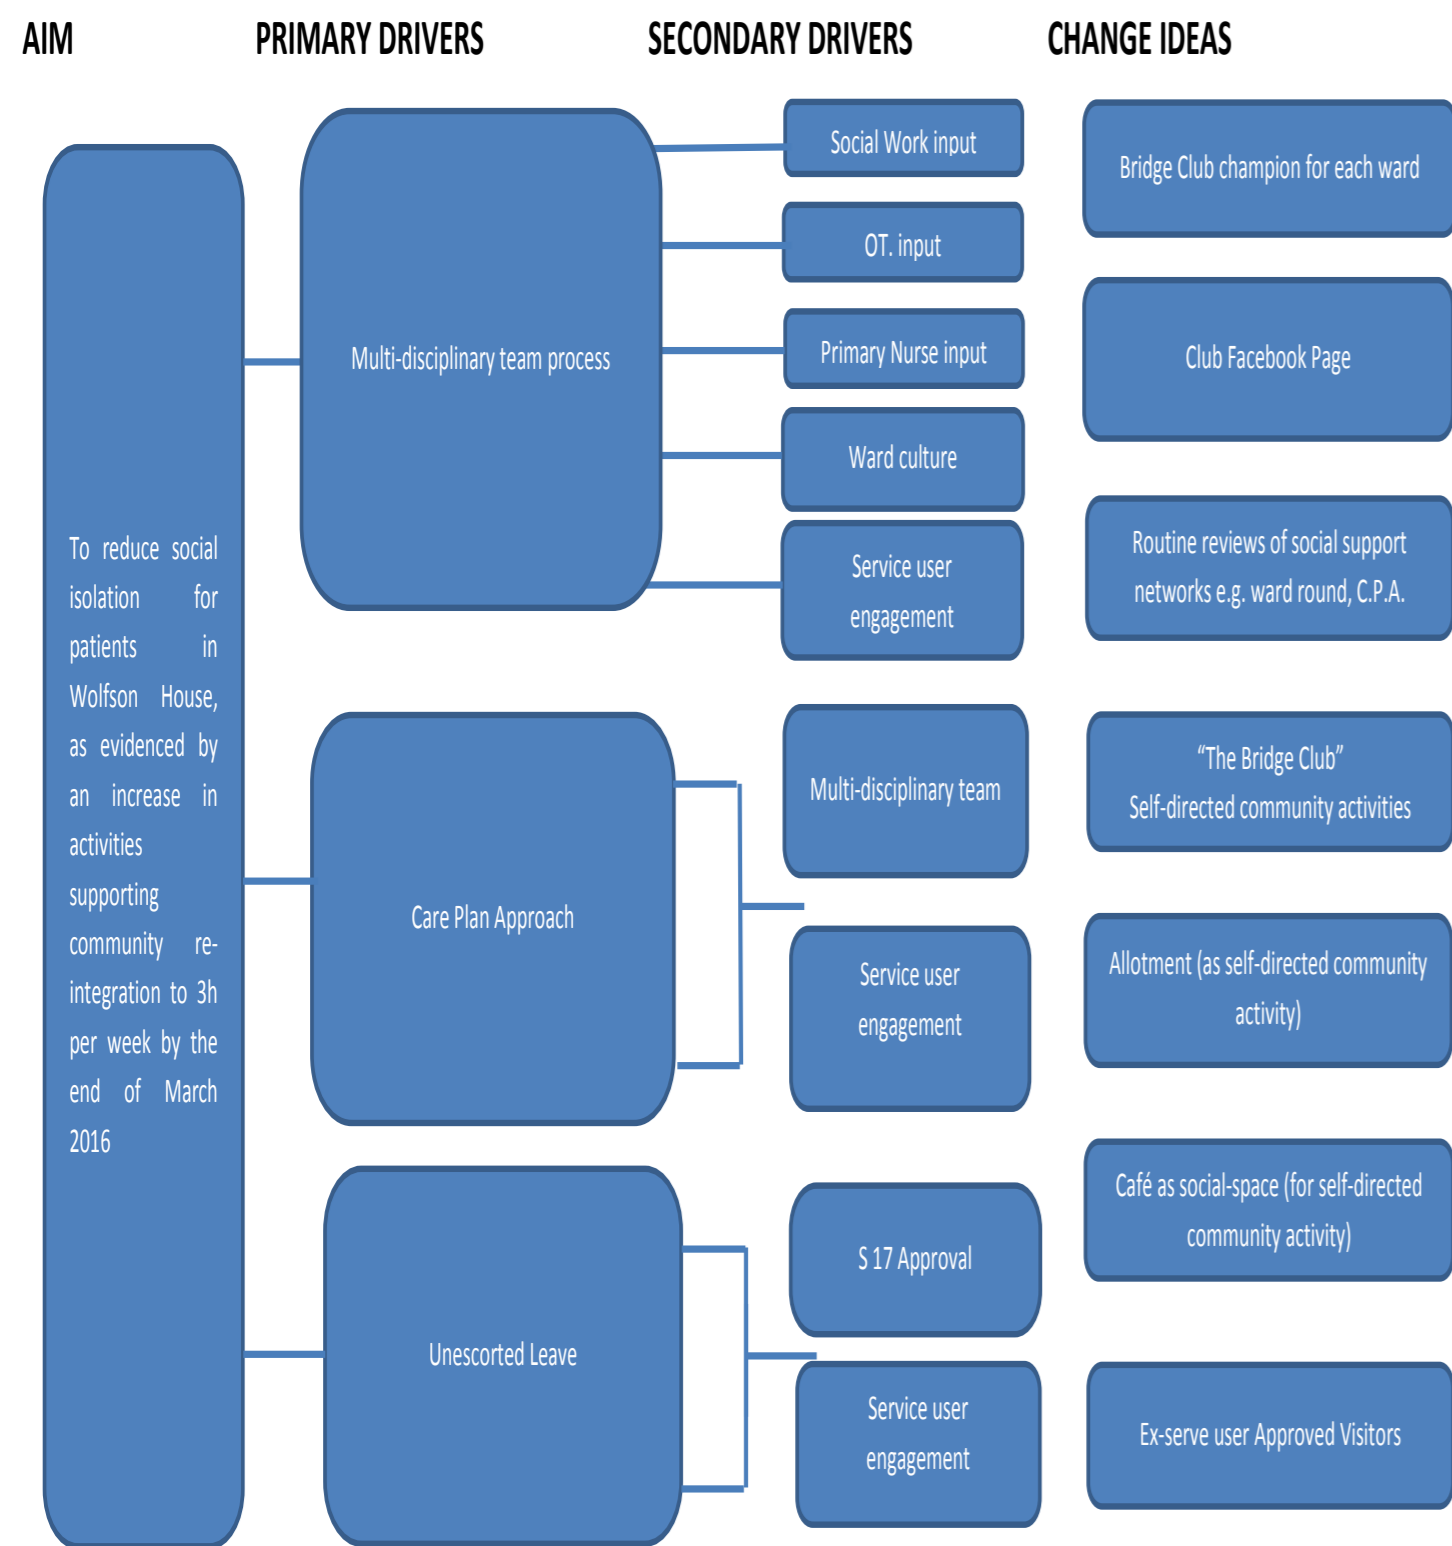 AIM
PRIMARY DRIVERS
SECONDARY DRIVERS
CHANGE IDEAS
To reduce social
isolation for
patients in
Wolfson House,
as evidenced by
an increase in
activities
supporting
community re-
integration to 3h
per week by the
end of March
2016
Multi-disciplinary team process
Care Plan Approach
Unescorted Leave
Social Work input
OT. input
Primary Nurse input
Ward culture
Service user
engagement
Multi-disciplinary team
Service user
engagement
S 17 Approval
Service user
engagement
Bridge Club champion for each ward
Club Facebook Page
Routine reviews of social support
networks e.g. ward round, C.P.A.
“The Bridge Club”
Self-directed community activities
Allotment (as self-directed community
activity)
Café as social-space (for self-directed
community activity)
Ex-serve user Approved Visitors